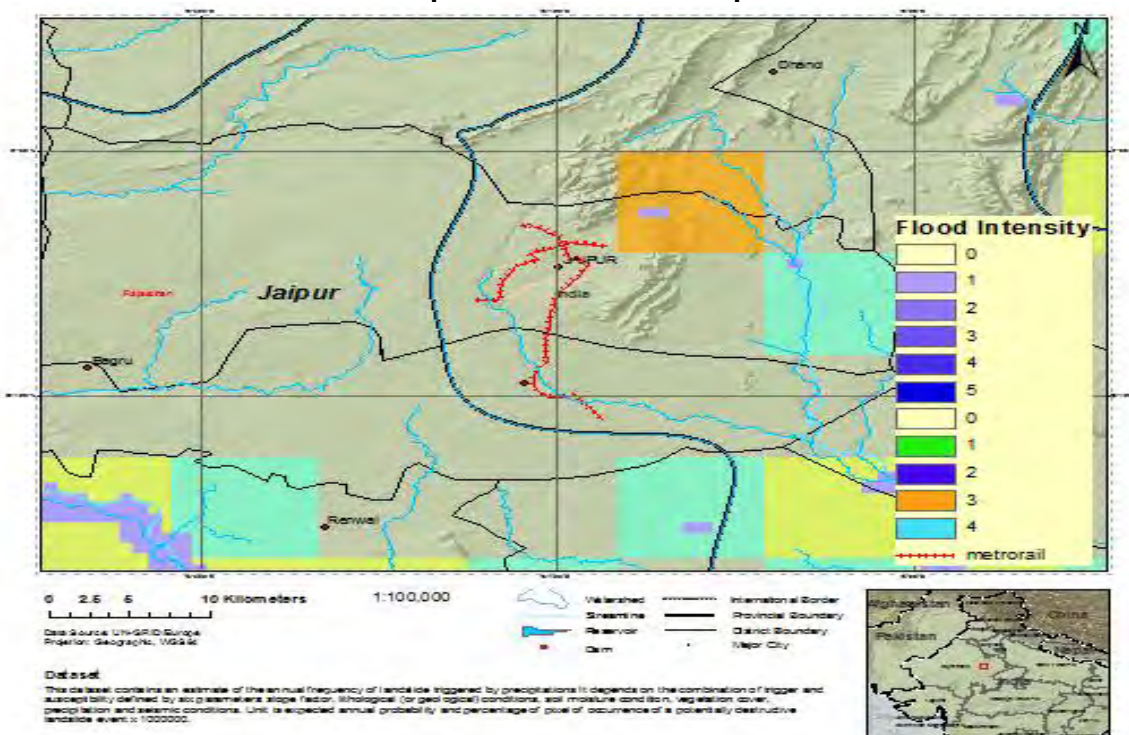 N
Dhand
Flood Intensity
0
1
2
3
4
5
0
1
2
3
4
metrorail
JAIPUR
India
Rajasthan
Jaipur
Bagru
Renwal
0 2.5 5 10 Kilometers
1:100,000
Watershed
Streamline
Reservoir
Dam
International Border
Provincial Boundary
District Boundary
Major City
Data Source: UN-GRID Europe
Projection: Geographic, WGS84
Afghanistan
Pakistan
China
Nepal
Dataset
This dataset contains an estimate of the annual frequency of landslide triggered by precipitations. It depends on the combination of trigger and
susceptibility defined by six parameters: slope factor, lithological (or geological) conditions, soil moisture condition, vegetation cover,
precipitation and seismic conditions. Unit is expected annual probability and percentage of pixel of occurrence of a potentially destructive
landslide event x 1000000.